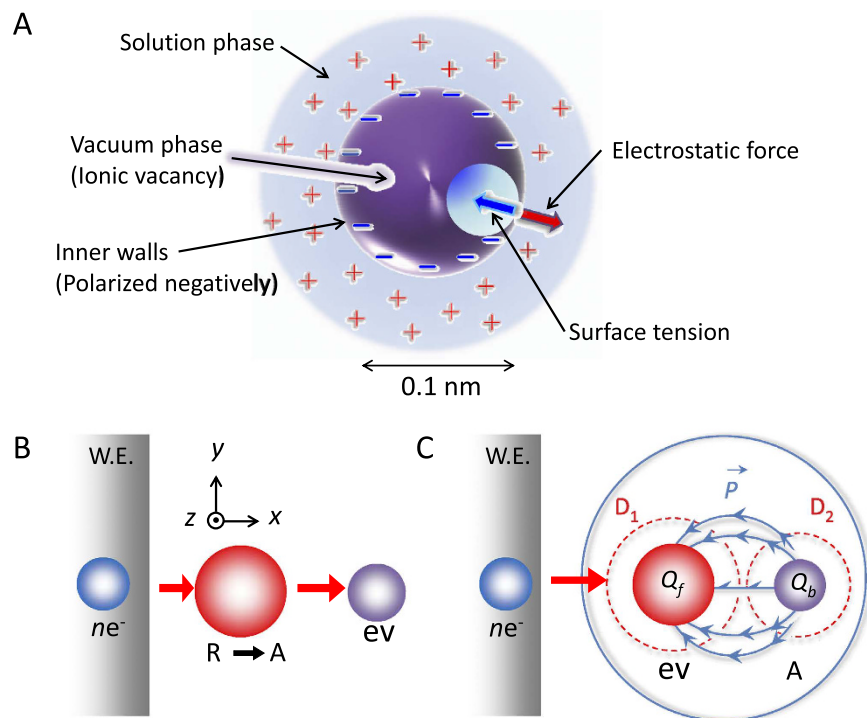 A
Solution phase
Vacuum phase
(Ionic vacancy)
Electrostatic force
Inner walls
(Polarized negatively)
Surface tension
0.1 nm
B
W.E.
y
z
x
ne-
R
A
ev
C
W.E.
P
D1
D2
Qf
Qb
ne-
ev
A